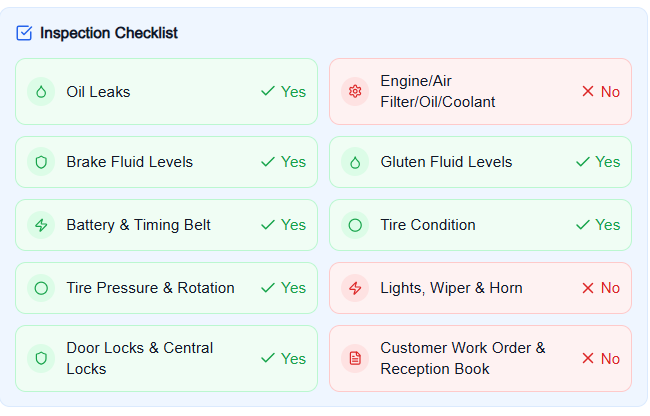 Inspection Checklist
Oil Leaks Yes
Engine/Air
Filter/Oil/Coolant No
Brake Fluid Levels Yes
Gluten Fluid Levels Yes
Battery & Timing Belt Yes
Tire Condition Yes
Tire Pressure & Rotation Yes
Lights, Wiper & Horn No
Door Locks & Central
Locks Yes
Customer Work Order &
Reception Book No